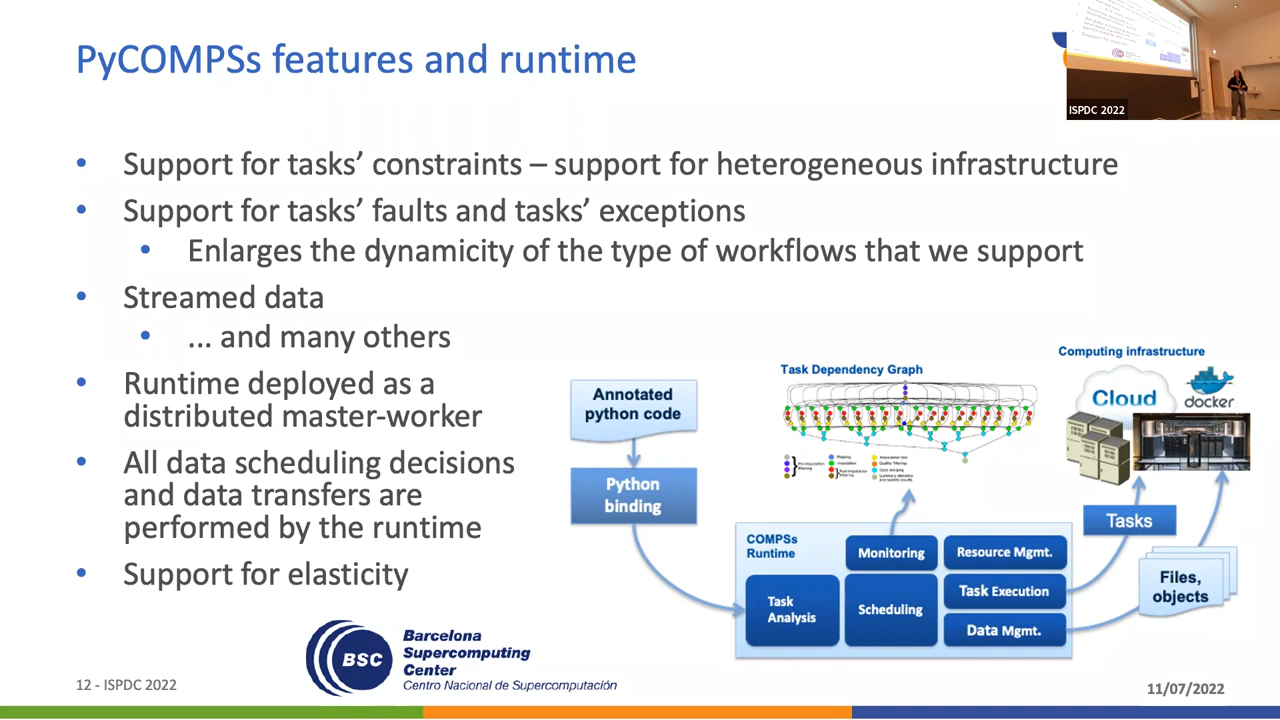 PyCOMPSs features and runtime
ISPDC 2022
• Support for tasks’ constraints – support for heterogeneous infrastructure
• Support for tasks’ faults and tasks’ exceptions
• Enlarges the dynamicity of the type of workflows that we support
• Streamed data
• ... and many others
• Runtime deployed as a
distributed master-worker
• All data scheduling decisions
and data transfers are
performed by the runtime
• Support for elasticity
Annotated
python code
Python
binding
Task Dependency Graph
Computing infrastructure
Cloud
docker
COMPSs
Runtime
Task
Analysis
Monitoring
Scheduling
Resource Mgmt.
Task Execution
Data Mgmt.
Tasks
Files,
objects
BSC
Barcelona
Supercomputing
Center
Centro Nacional de Supercomputación
12 - ISPDC 2022
11/07/2022